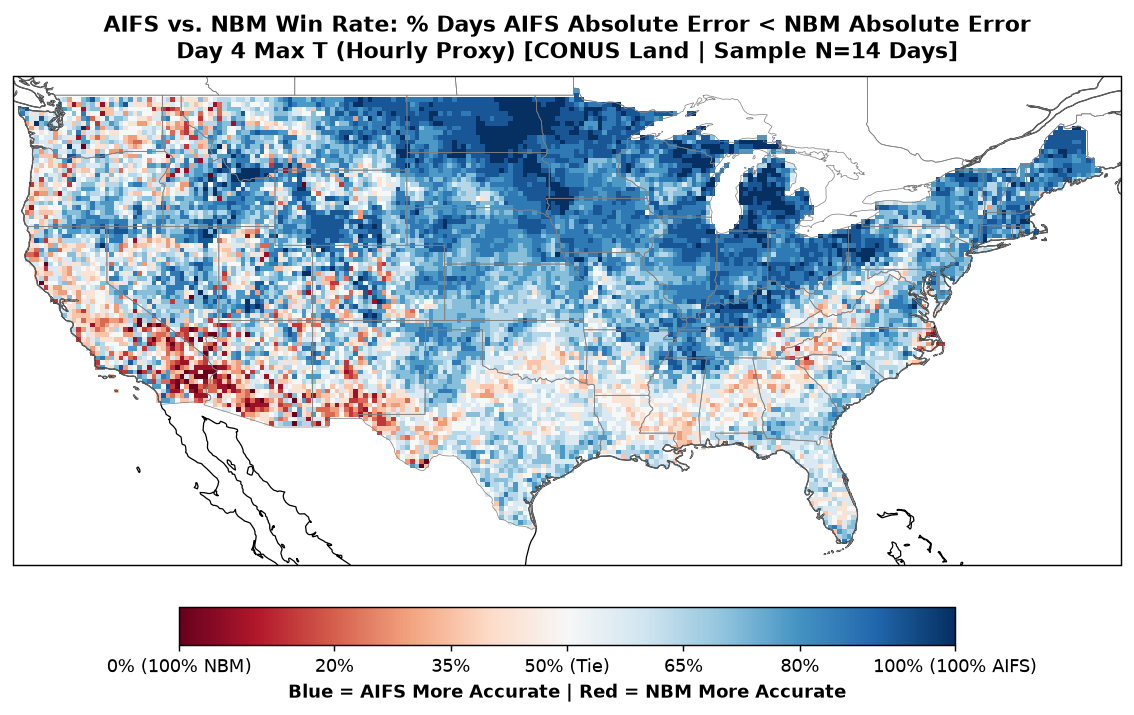 AIFS vs. NBM Win Rate: % Days AIFS Absolute Error < NBM Absolute Error
Day 4 Max T (Hourly Proxy) [CONUS Land | Sample N=14 Days]
0% (100% NBM) 20% 35% 50% (Tie) 65% 80% 100% (100% AIFS)
Blue = AIFS More Accurate | Red = NBM More Accurate